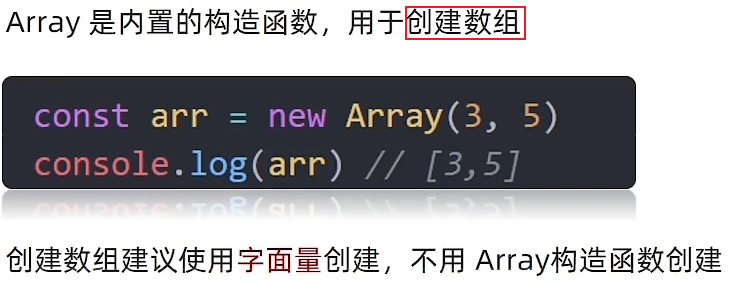 Array 是内置的构造函数，用于创建数组
const arr = new Array(3, 5)
console.log(arr) // [3,5]
创建数组建议使用字面量创建，不用 Array构造函数创建